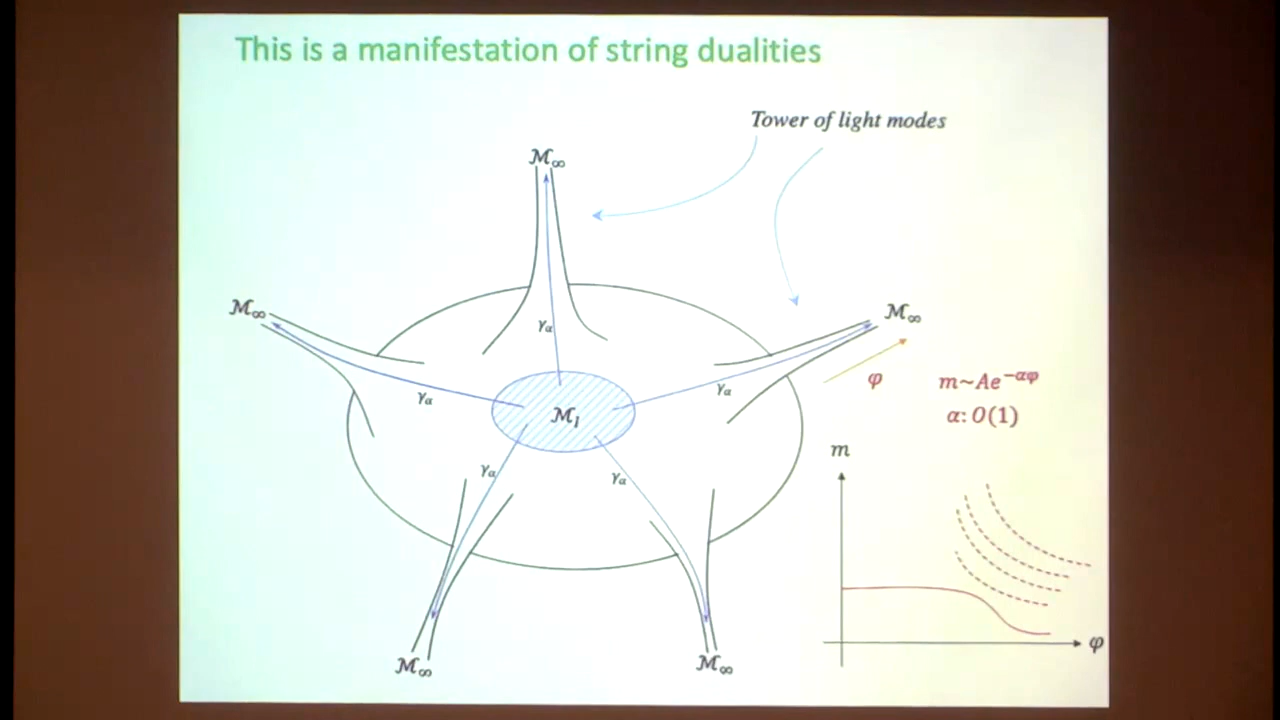 This is a manifestation of string dualities
Tower of light modes
ℳ∞
ℳ∞
ℳ∞
γα
φ
m~Ae^{-αφ}
γα
γα
ℳI
α: O(1)
m
γα
γα
φ
ℳ∞
ℳ∞